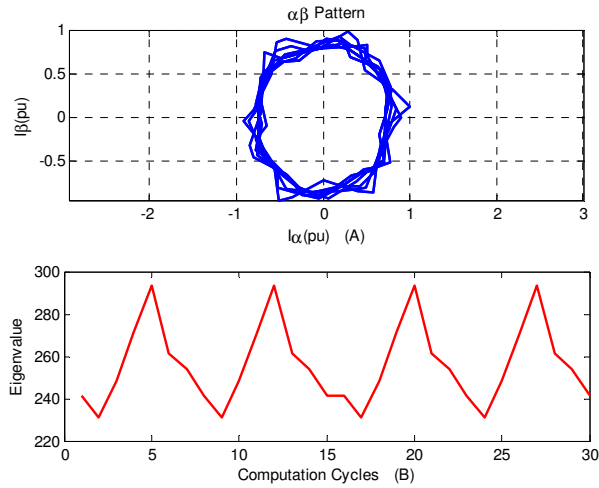 αβ Pattern
1
0.5
0
-0.5
Iβ(pu)
-2 -1 0 1 2 3
Iα(pu) (A)
300
280
260
240
220
Eigenvalue
0 5 10 15 20 25 30
Computation Cycles (B)